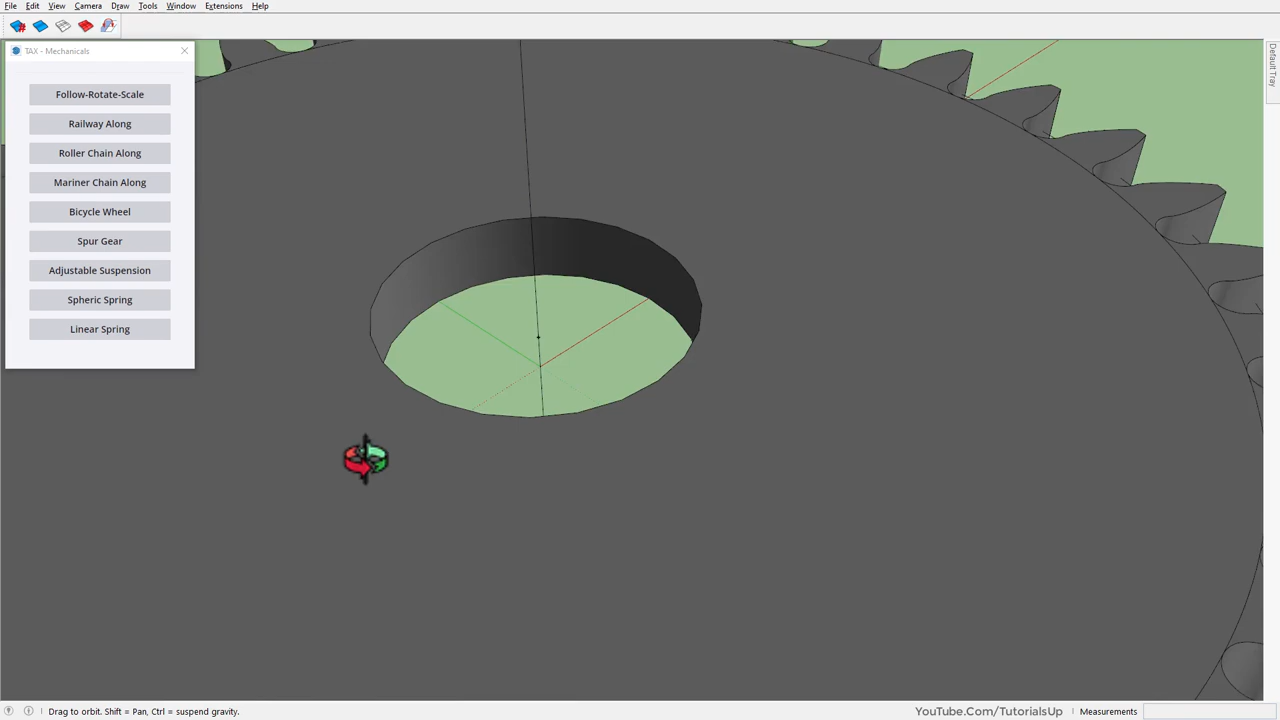 File Edit View Camera Draw Tools Window Extensions Help
TAX - Mechanicals
Follow-Rotate-Scale
Railway Along
Roller Chain Along
Mariner Chain Along
Bicycle Wheel
Spur Gear
Adjustable Suspension
Spheric Spring
Linear Spring
Default Tray
Drag to orbit. Shift = Pan, Ctrl = suspend gravity.
YouTube.Com/TutorialsUp
Measurements